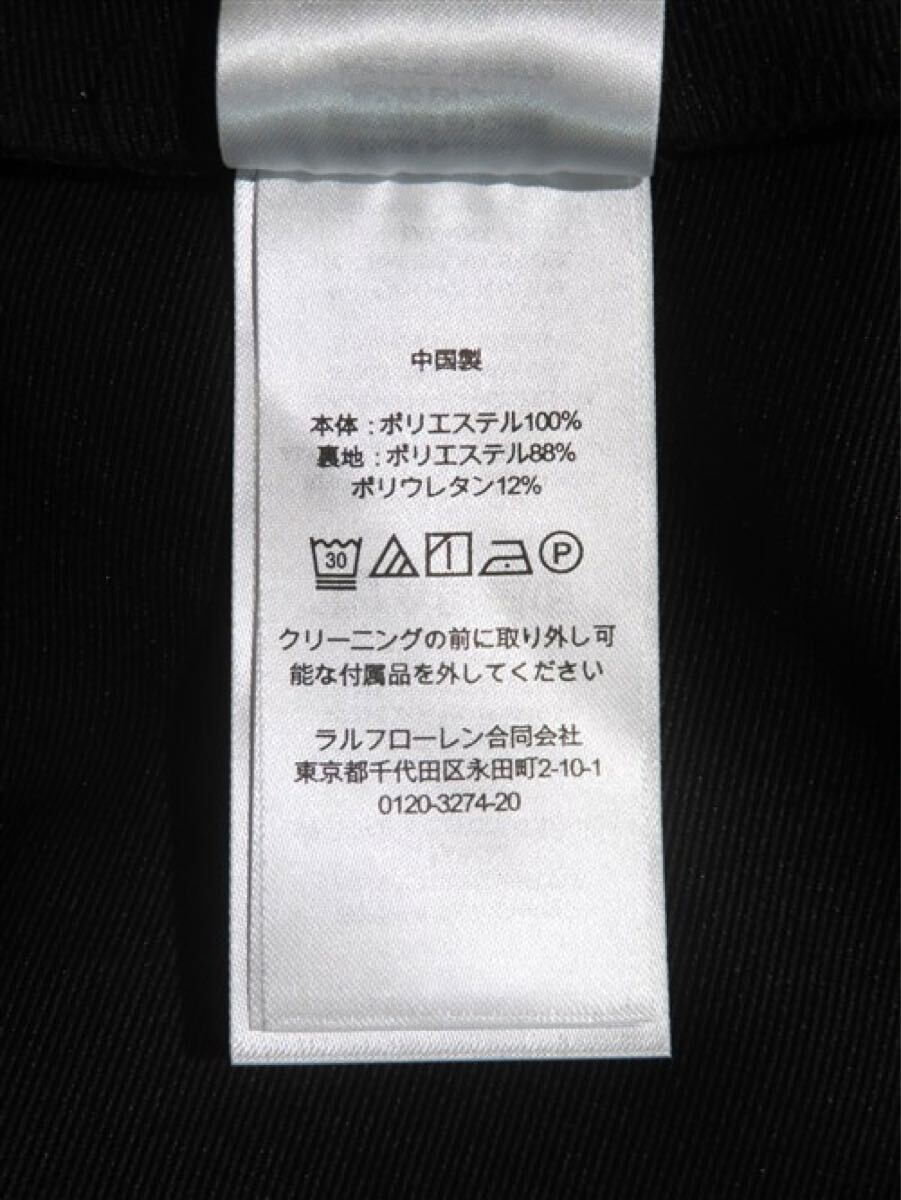 中国製
本体 : ポリエステル100%
裏地 : ポリエステル88%
ポリウレタン12%
30 P
クリーニングの前に取り外し可
能な付属品を外してください
ラルフローレン合同会社
東京都千代田区永田町2-10-1
0120-3274-20